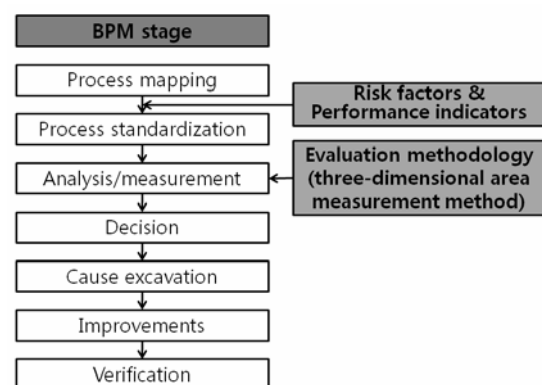 BPM stage
Process mapping
Risk factors &
Performance indicators
Process standardization
Evaluation methodology
(three-dimensional area
measurement method)
Analysis/measurement
Decision
Cause excavation
Improvements
Verification